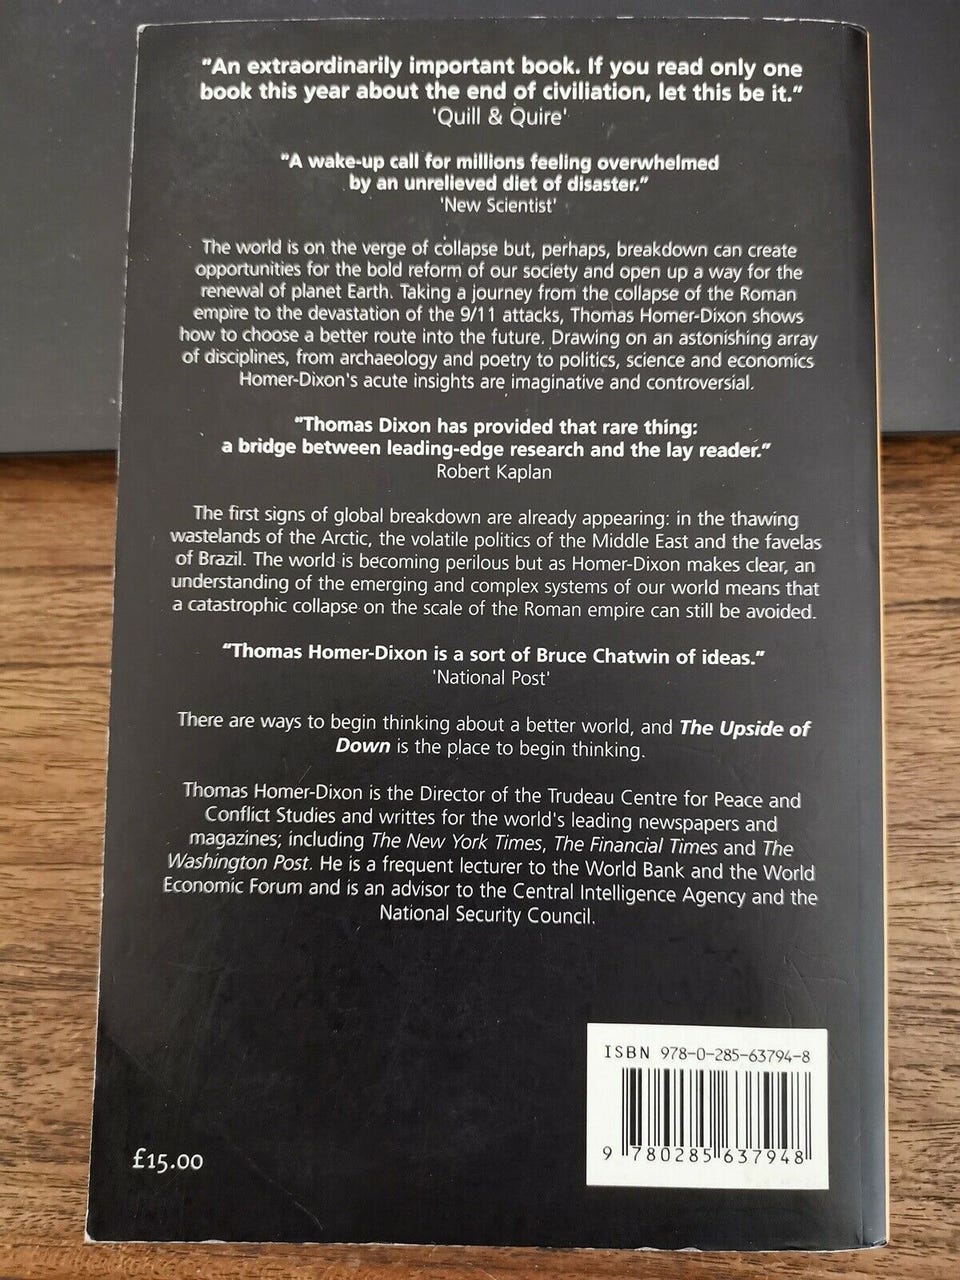 "An extraordinarily important book. If you read only one
book this year about the end of civiliation, let this be it."
'Quill & Quire'
"A wake-up call for millions feeling overwhelmed
by an unrelieved diet of disaster."
'New Scientist'
The world is on the verge of collapse but, perhaps, breakdown can create
opportunities for the bold reform of our society and open up a way for the
renewal of planet Earth. Taking a journey from the collapse of the Roman
empire to the devastation of the 9/11 attacks, Thomas Homer-Dixon shows
how to choose a better route into the future. Drawing on an astonishing array
of disciplines, from archaeology and poetry to politics, science and economics
Homer-Dixon's acute insights are imaginative and controversial.
"Thomas Dixon has provided that rare thing:
a bridge between leading-edge research and the lay reader."
Robert Kaplan
The first signs of global breakdown are already appearing: in the thawing
wastelands of the Arctic, the volatile politics of the Middle East and the favelas
of Brazil. The world is becoming perilous but as Homer-Dixon makes clear, an
understanding of the emerging and complex systems of our world means that
a catastrophic collapse on the scale of the Roman empire can still be avoided.
"Thomas Homer-Dixon is a sort of Bruce Chatwin of ideas."
'National Post'
There are ways to begin thinking about a better world, and The Upside of
Down is the place to begin thinking.
Thomas Homer-Dixon is the Director of the Trudeau Centre for Peace and
Conflict Studies and writtes for the world's leading newspapers and
magazines; including The New York Times, The Financial Times and The
Washington Post. He is a frequent lecturer to the World Bank and the World
Economic Forum and is an advisor to the Central Intelligence Agency and the
National Security Council.
ISBN 978-0-285-63794-8
9 780285 637948
£15.00